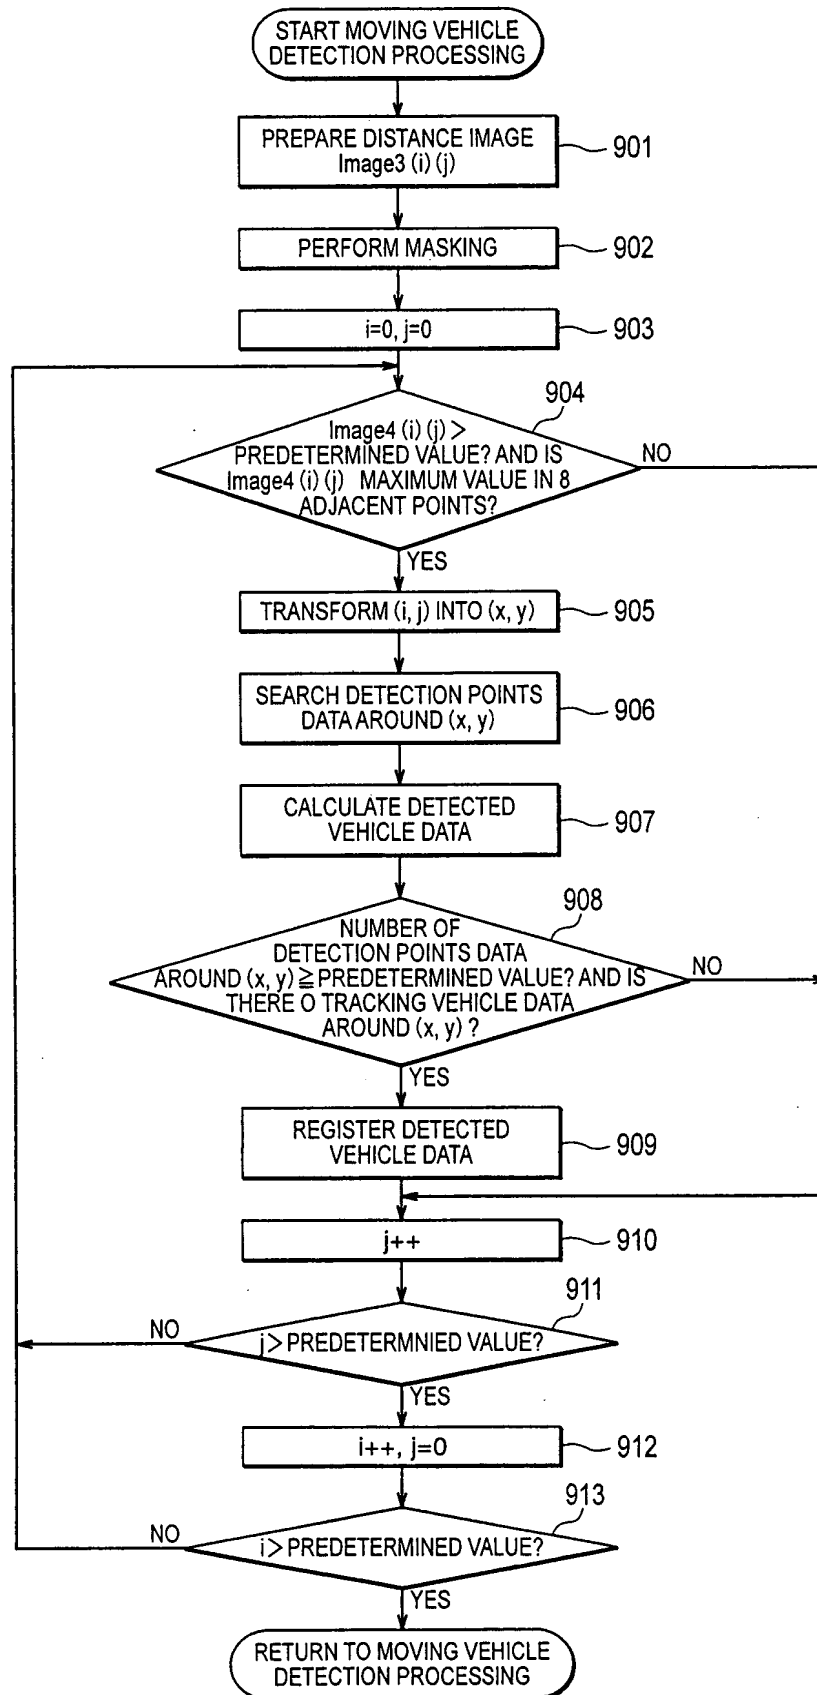 START MOVING VEHICLE
DETECTION PROCESSING
PREPARE DISTANCE IMAGE
Image3 (i) (j)
901
PERFORM MASKING
902
i=0, j=0
903
904
Image4 (i) (j) >
PREDETERMINED VALUE? AND IS
Image4 (i) (j) MAXIMUM VALUE IN 8
ADJACENT POINTS?
NO
YES
TRANSFORM (i, j) INTO (x, y)
905
SEARCH DETECTION POINTS
DATA AROUND (x, y)
906
CALCULATE DETECTED
VEHICLE DATA
907
908
NUMBER OF
DETECTION POINTS DATA
AROUND (x, y) ≧ PREDETERMINED VALUE? AND IS
THERE O TRACKING VEHICLE DATA
AROUND (x, y) ?
NO
YES
REGISTER DETECTED
VEHICLE DATA
909
j++
910
911
j > PREDETERMNIED VALUE?
NO
YES
i++, j=0
912
913
i > PREDETERMINED VALUE?
NO
YES
RETURN TO MOVING VEHICLE
DETECTION PROCESSING